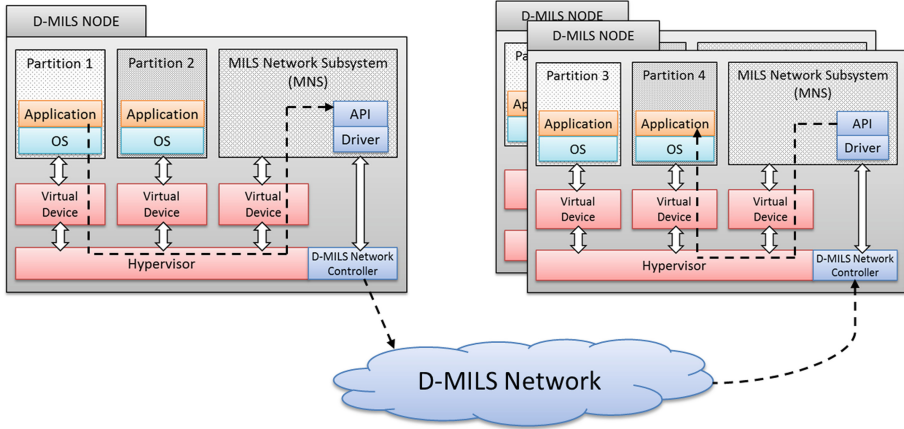 D-MILS NODE
Partition 1
Application
OS
Partition 2
Application
OS
MILS Network Subsystem
(MNS)
API
Driver
Virtual
Device
Virtual
Device
Virtual
Device
Hypervisor
D-MILS Network
Controller
D-MILS NODE
D-MILS NODE
Partition 3
Application
OS
Partition 4
Application
OS
MILS Network Subsystem
(MNS)
API
Driver
Virtual
Device
Virtual
Device
Virtual
Device
Hypervisor
D-MILS Network
Controller
D-MILS Network